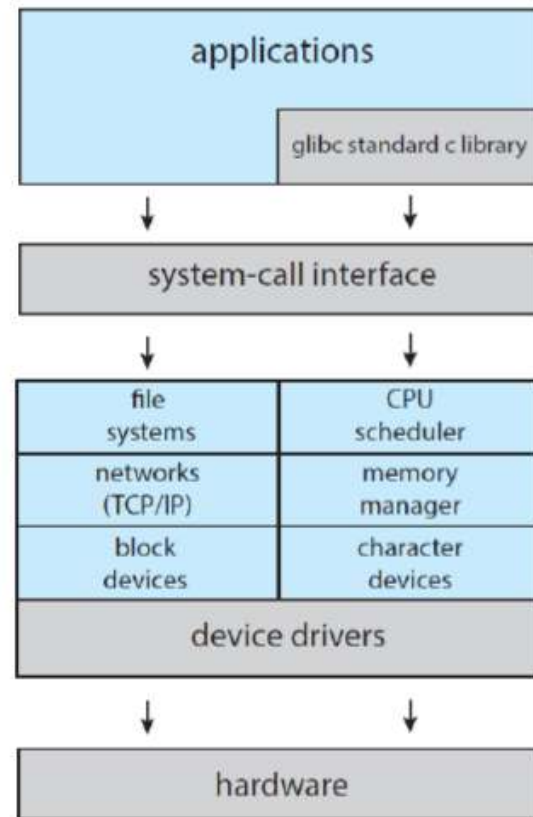 applications
glibc standard c library
system-call interface
file
systems
CPU
scheduler
networks
(TCP/IP)
memory
manager
block
devices
character
devices
device drivers
hardware